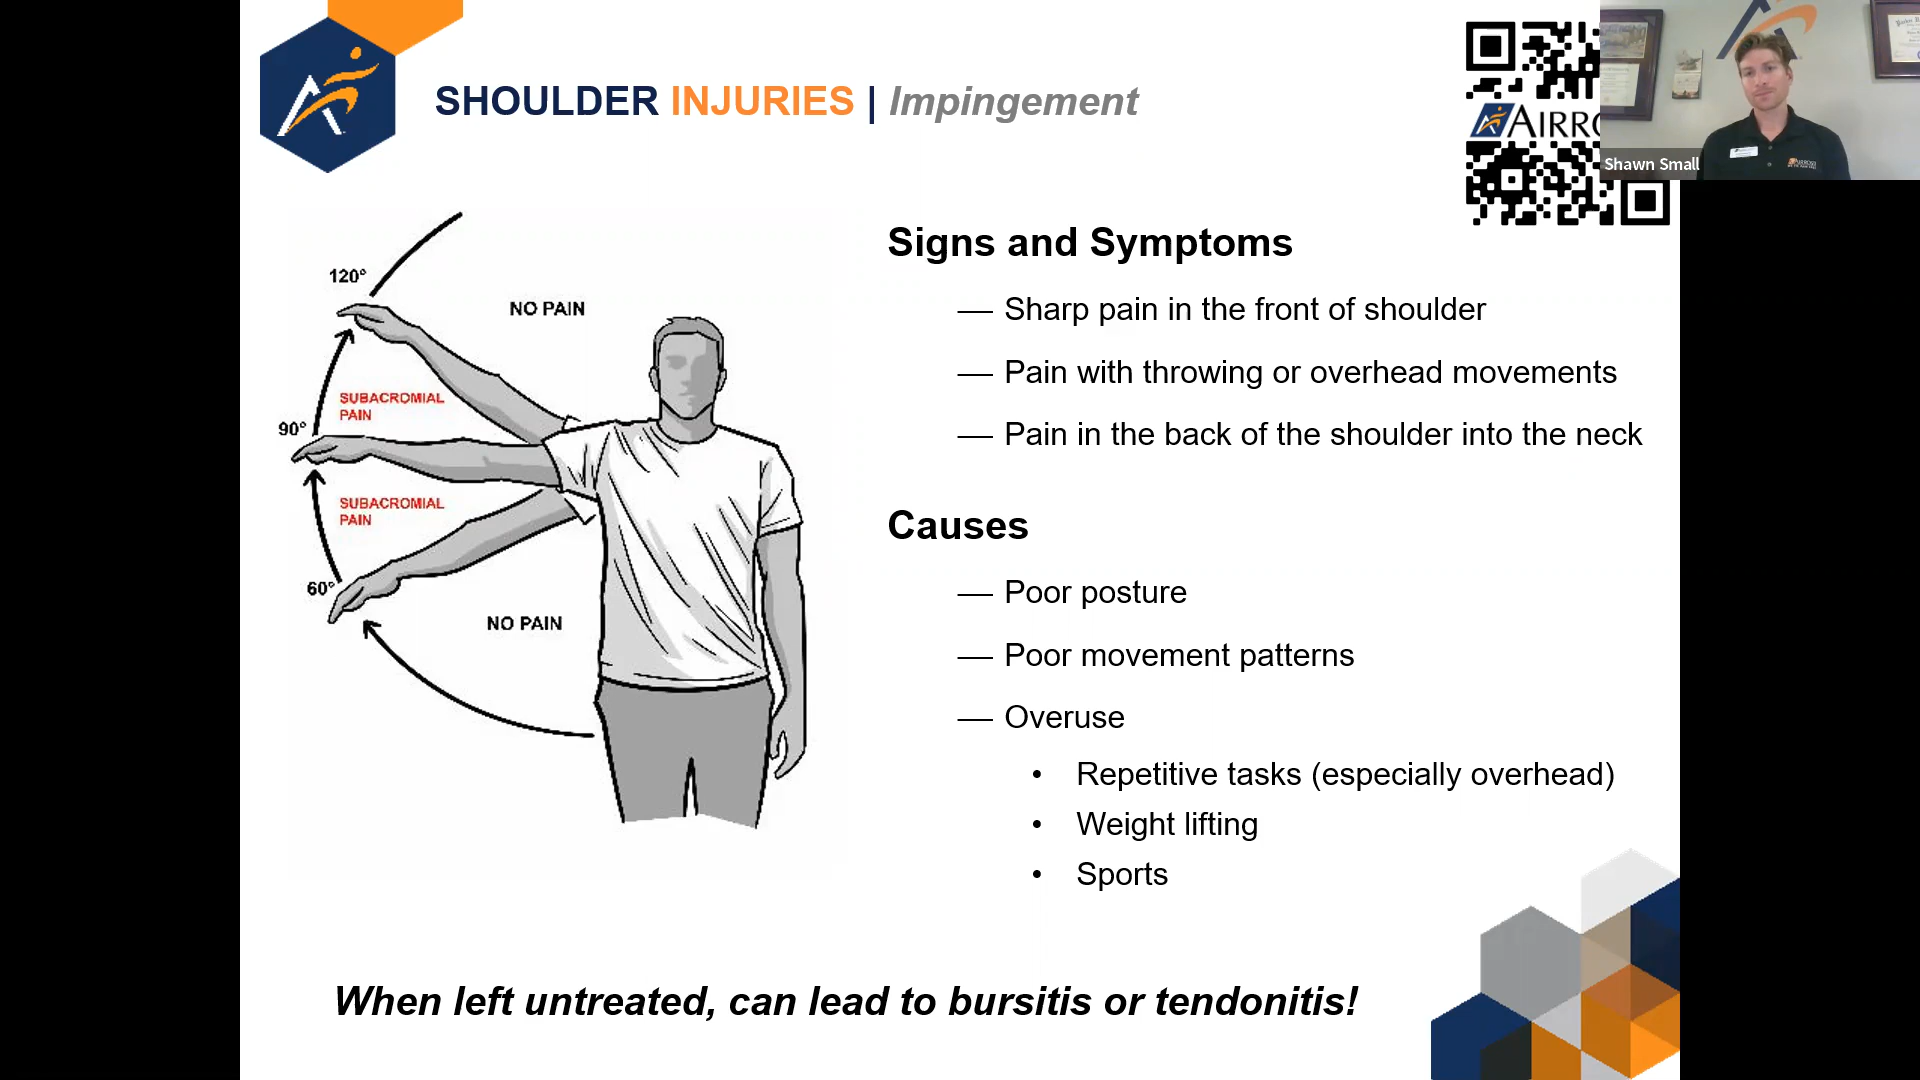 SHOULDER INJURIES | Impingement
AIRRO
Shawn Small
120°
NO PAIN
SUBACROMIAL
PAIN
90°
SUBACROMIAL
PAIN
60°
NO PAIN
Signs and Symptoms
— Sharp pain in the front of shoulder
— Pain with throwing or overhead movements
— Pain in the back of the shoulder into the neck
Causes
— Poor posture
— Poor movement patterns
— Overuse
• Repetitive tasks (especially overhead)
• Weight lifting
• Sports
When left untreated, can lead to bursitis or tendonitis!